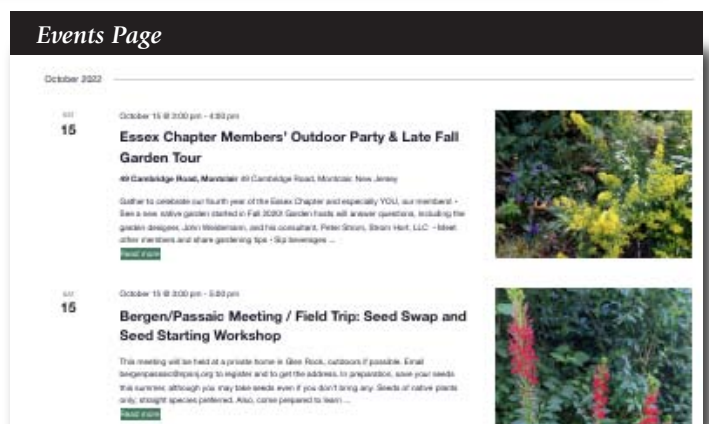 Events Page
October 2022
SAT
15
October 15 @ 3:00 pm - 4:00 pm
Essex Chapter Members' Outdoor Party & Late Fall
Garden Tour
49 Cambridge Road, Montclair 49 Cambridge Road, Montclair, New Jersey
Gather to celebrate our fourth year of the Essex Chapter and especially YOU, our members! •
See a new native garden started in Fall 2020! Garden hosts will answer questions, including the
garden designer, John Weidemann, and his consultant, Peter Strom, Strom Hort, LLC • Meet
other members and share gardening tips • Sip beverages ...
Read more
SAT
15
October 15 @ 3:00 pm - 5:00 pm
Bergen/Passaic Meeting / Field Trip: Seed Swap and
Seed Starting Workshop
This meeting will be held at a private home in Glen Rock, outdoors if possible. Email
bergenpassaic@npsnj.org to register and to get the address. In preparation, save your seeds
this summer, although you may take seeds even if you don't bring any. Seeds of native plants
only; straight species preferred. Also, come prepared to learn ...
Read more